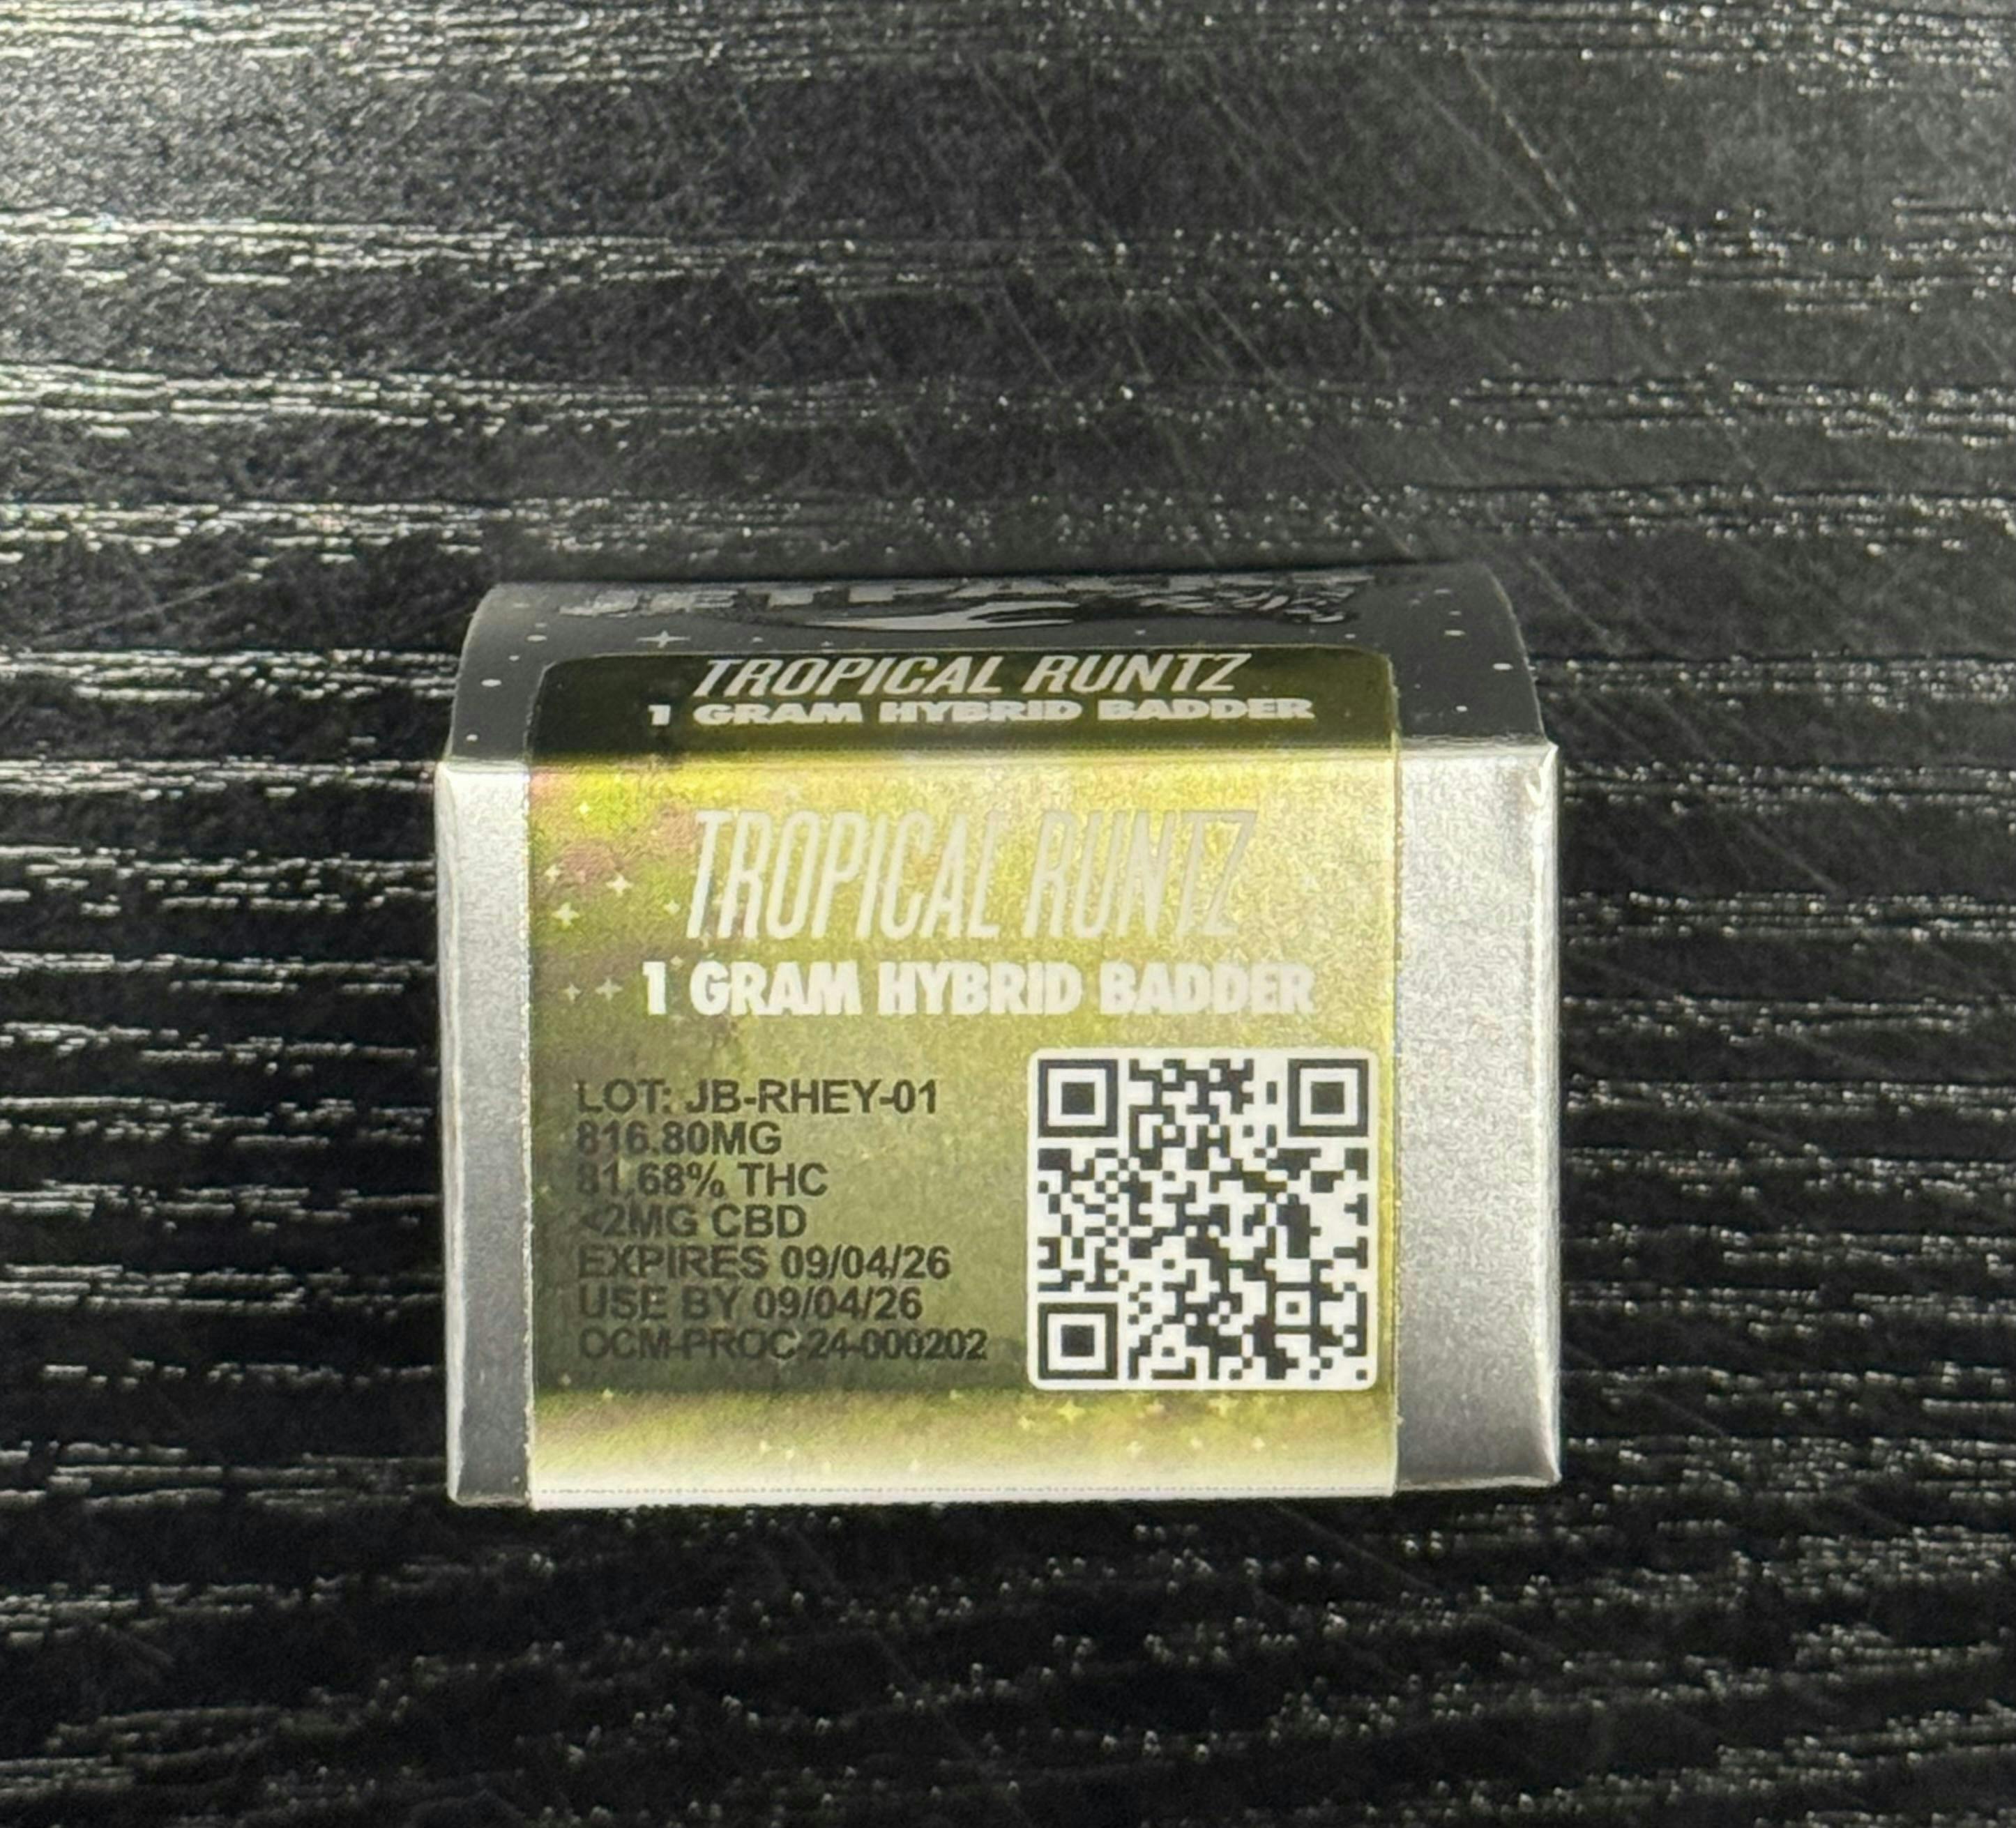 TROPICAL RUNTZ
1 GRAM HYBRID BADDER
TROPICAL RUNTZ
1 GRAM HYBRID BADDER
LOT: JB-RHEY-01
816.80MG
81.68% THC
<2MG CBD
EXPIRES 09/04/26
USE BY 09/04/26
OCM-PROC-24-000202